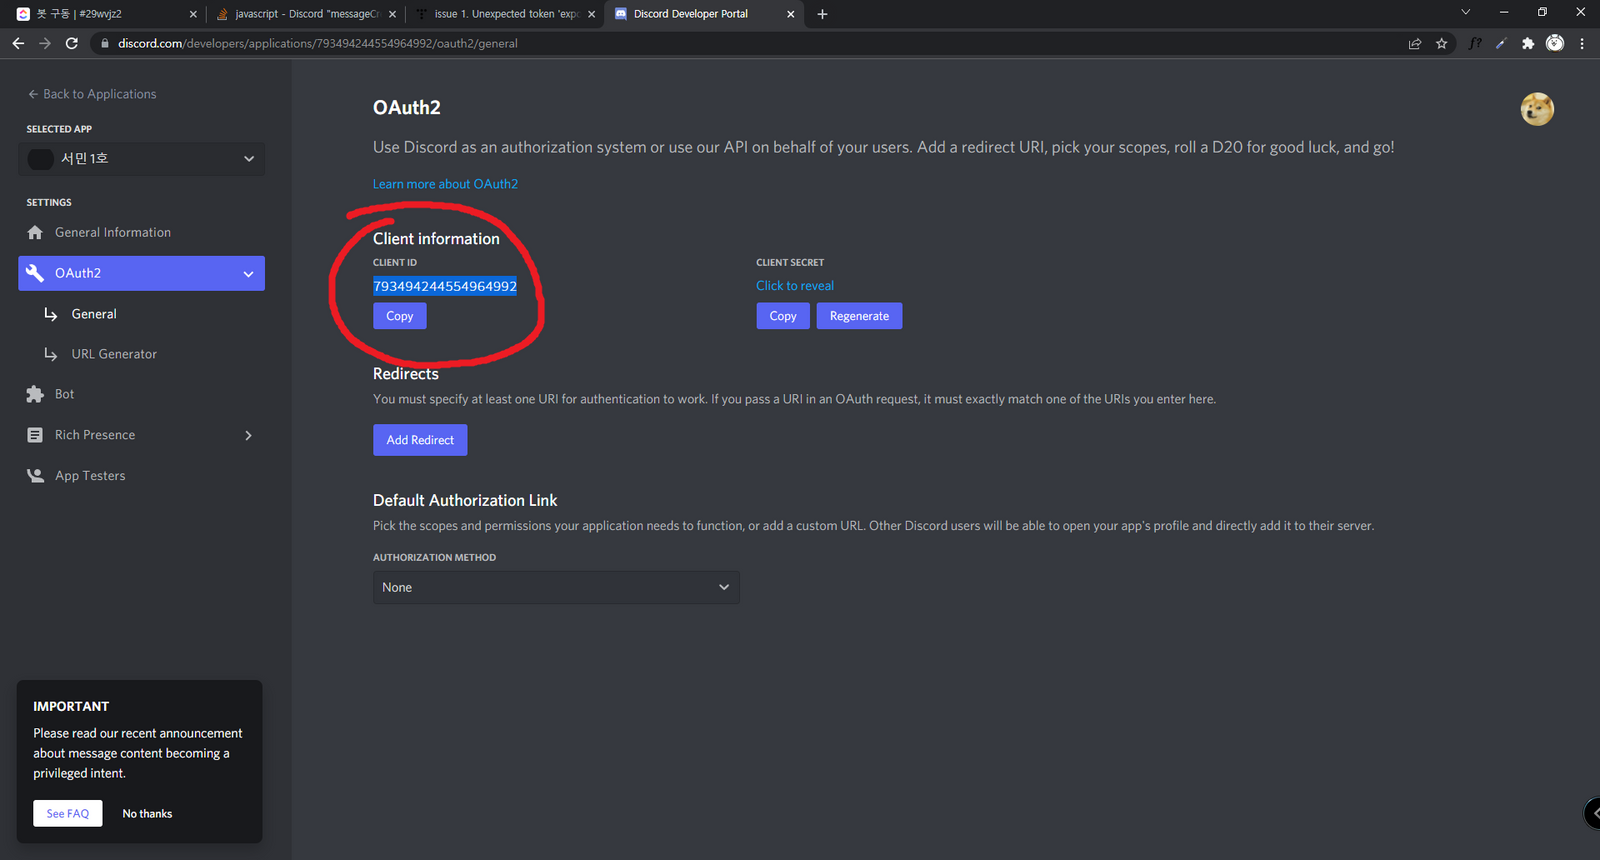 봇 구동 | #29wvjz2
javascript - Discord "messageCr
issue 1. Unexpected token 'expo
Discord Developer Portal
discord.com/developers/applications/793494244554964992/oauth2/general
f?
← Back to Applications
SELECTED APP
서민 1호
SETTINGS
General Information
OAuth2
General
URL Generator
Bot
Rich Presence
App Testers
IMPORTANT
Please read our recent announcement
about message content becoming a
privileged intent.
See FAQ
No thanks
OAuth2
Use Discord as an authorization system or use our API on behalf of your users. Add a redirect URI, pick your scopes, roll a D20 for good luck, and go!
Learn more about OAuth2
Client information
CLIENT ID
793494244554964992
Copy
CLIENT SECRET
Click to reveal
Copy
Regenerate
Redirects
You must specify at least one URI for authentication to work. If you pass a URI in an OAuth request, it must exactly match one of the URIs you enter here.
Add Redirect
Default Authorization Link
Pick the scopes and permissions your application needs to function, or add a custom URL. Other Discord users will be able to open your app's profile and directly add it to their server.
AUTHORIZATION METHOD
None